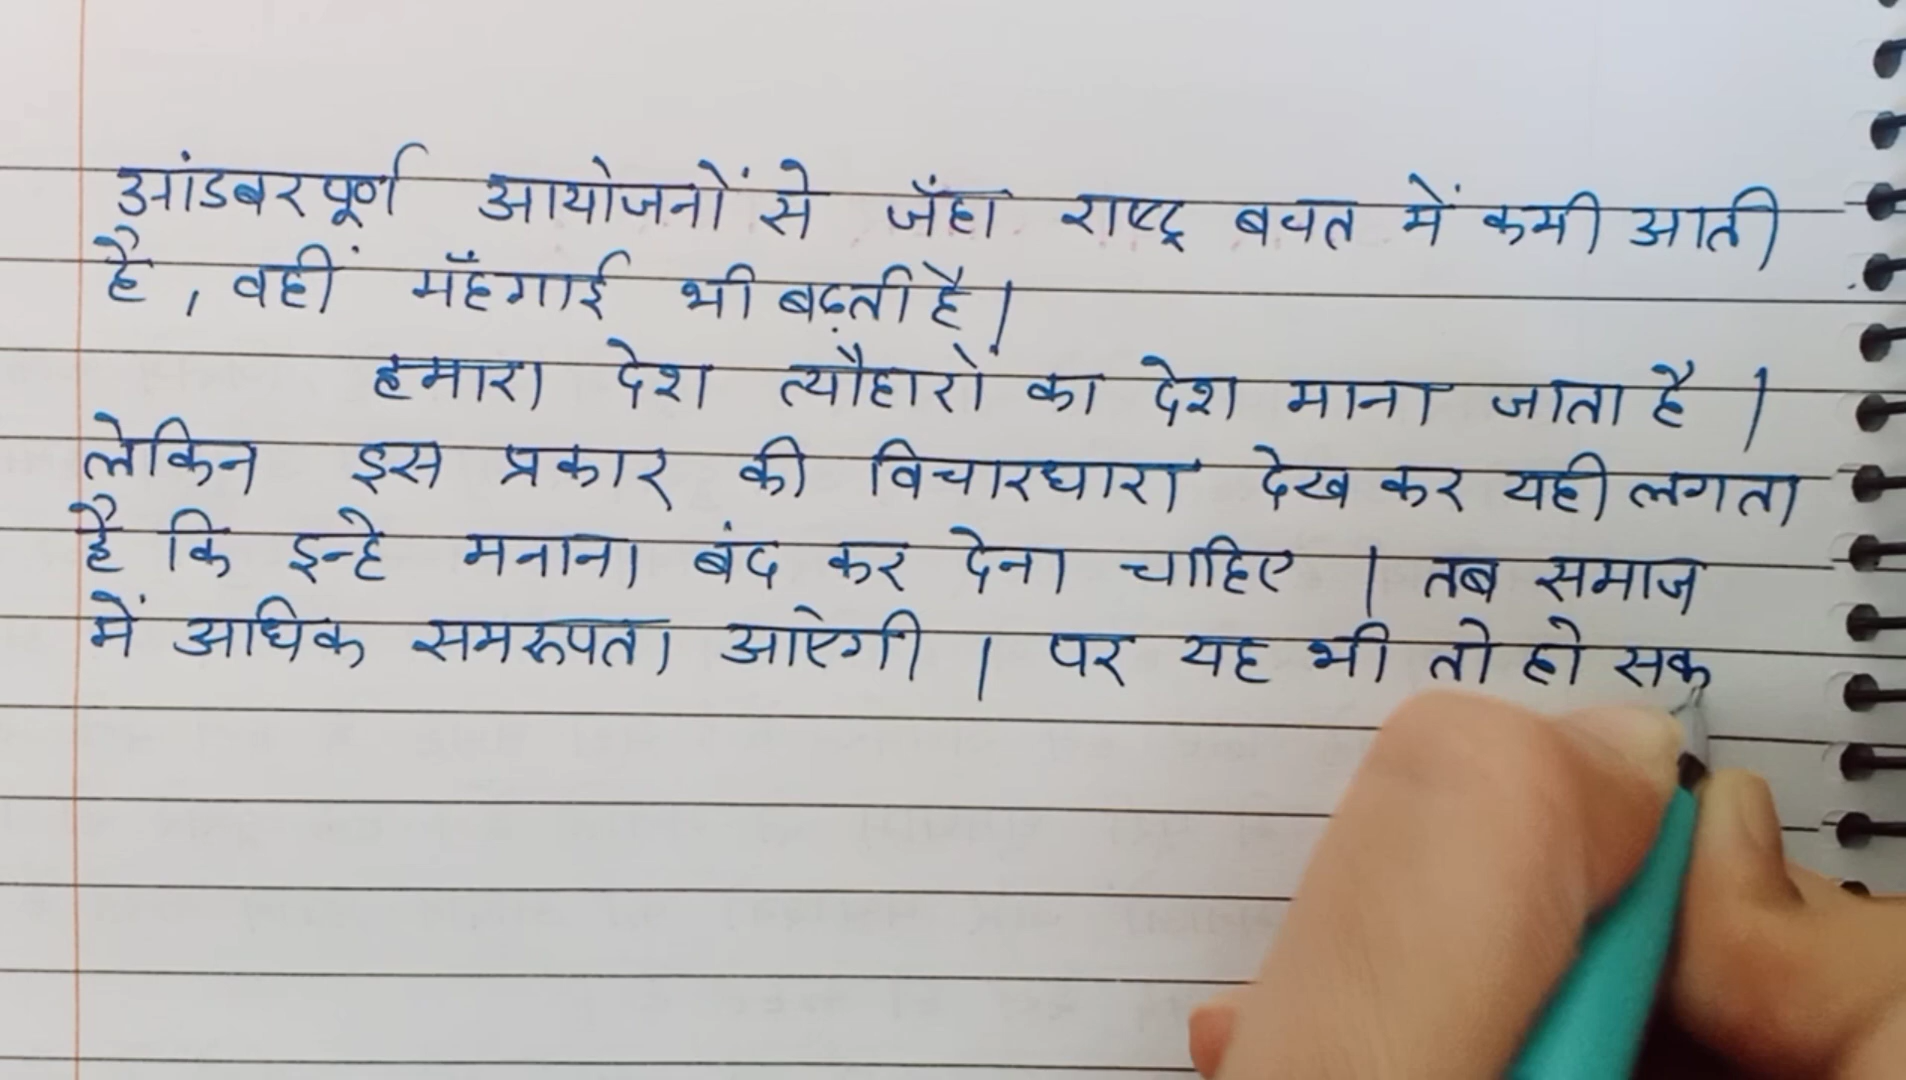 आंडबरपूर्ण आयोजनों से जँहा राष्ट्र बचत में कमी आती
है, वहीं मँहगाई भी बढ़ती है।
हमारा देश त्यौहारों का देश माना जाता है ।
लेकिन इस प्रकार की विचारधारा देख कर यही लगता
है कि इन्हे मनाना बंद कर देना चाहिए । तब समाज
में अधिक समरुपता आऐगी । पर यह भी तो हो सक